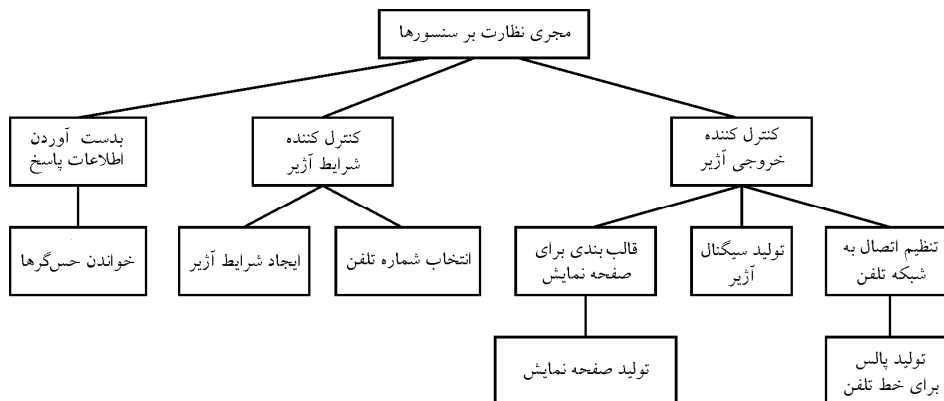 مجری نظارت بر سنسورها
کنترل کننده
خروجی آژیر
کنترل کننده
شرایط آژیر
بدست آوردن
اطلاعات پاسخ
تنظیم اتصال به
شبکه تلفن
تولید سیگنال
آژیر
قالب بندی برای
صفحه نمایش
انتخاب شماره تلفن
ایجاد شرایط آژیر
خواندن حس‌گرها
تولید پالس
برای خط تلفن
تولید صفحه نمایش